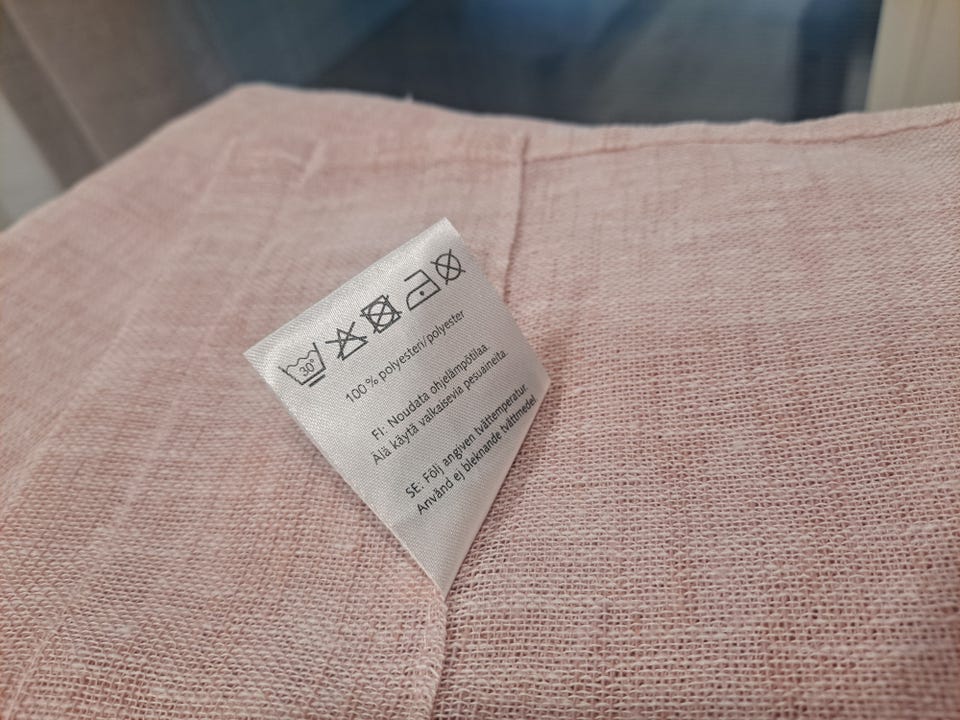 30°
100 % polyesteri/polyester
FI: Noudata ohjelämpötilaa.
Älä käytä valkaisevia pesuaineita.
SE: Följ angiven tvättemperatur.
Använd ej bleknande tvättmedel.